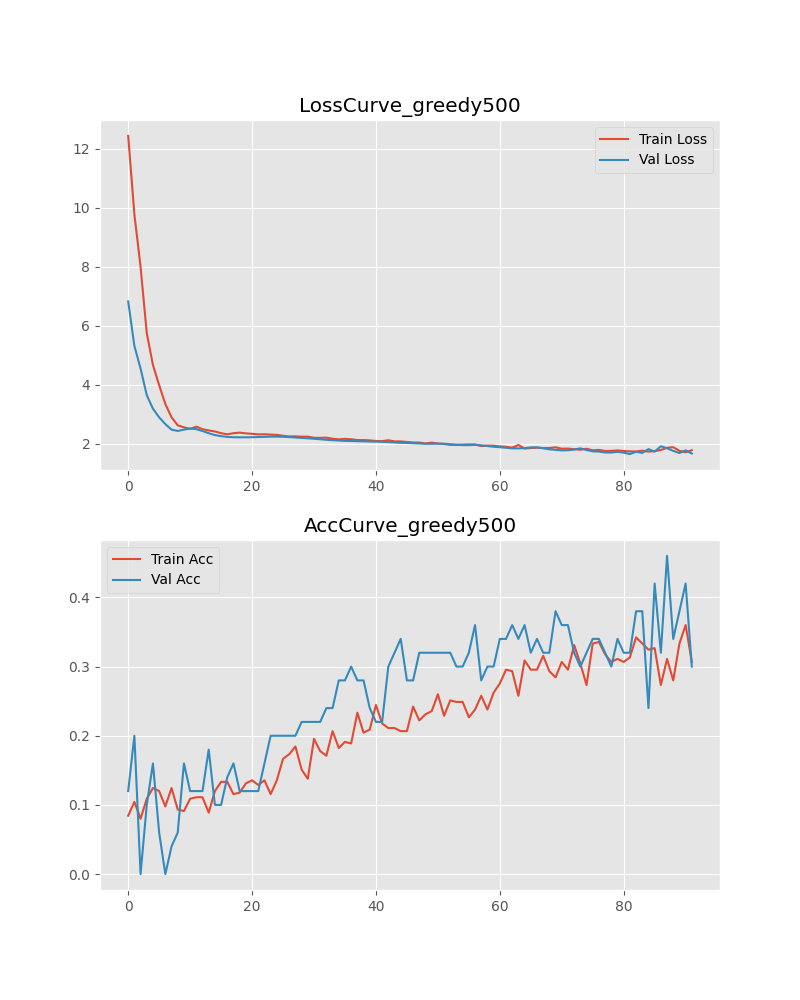 LossCurve_greedy500
Train Loss
Val Loss
12
10
8
6
4
2
0 20 40 60 80
AccCurve_greedy500
Train Acc
Val Acc
0.4
0.3
0.2
0.1
0.0
0 20 40 60 80